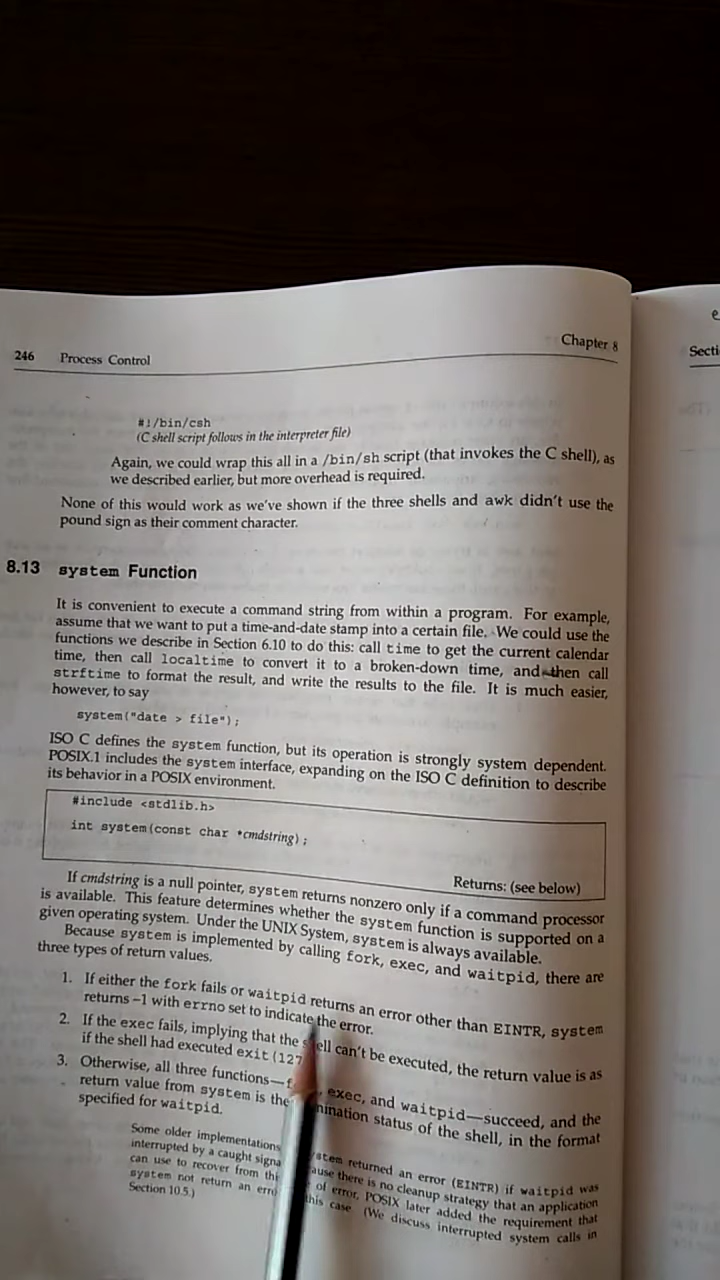 246 Process Control Chapter 8
#!/bin/csh
(C shell script follows in the interpreter file)
Again, we could wrap this all in a /bin/sh script (that invokes the C shell), as
we described earlier, but more overhead is required.
None of this would work as we've shown if the three shells and awk didn't use the
pound sign as their comment character.
8.13 system Function
It is convenient to execute a command string from within a program. For example,
assume that we want to put a time-and-date stamp into a certain file. We could use the
functions we describe in Section 6.10 to do this: call time to get the current calendar
time, then call localtime to convert it to a broken-down time, and then call
strftime to format the result, and write the results to the file. It is much easier,
however, to say
system("date > file");
ISO C defines the system function, but its operation is strongly system dependent.
POSIX.1 includes the system interface, expanding on the ISO C definition to describe
its behavior in a POSIX environment.
#include <stdlib.h>
int system(const char *cmdstring);
Returns: (see below)
If cmdstring is a null pointer, system returns nonzero only if a command processor
is available. This feature determines whether the system function is supported on a
given operating system. Under the UNIX System, system is always available.
Because system is implemented by calling fork, exec, and waitpid, there are
three types of return values.
1. If either the fork fails or waitpid returns an error other than EINTR, system
returns –1 with errno set to indicate the error.
2. If the exec fails, implying that the shell can't be executed, the return value is as
if the shell had executed exit(127
3. Otherwise, all three functions—f , exec, and waitpid—succeed, and the
return value from system is the mination status of the shell, in the format
specified for waitpid.
Some older implementations ystem returned an error (EINTR) if waitpid was
interrupted by a caught signa ause there is no cleanup strategy that an application
can use to recover from thi of error, POSIX later added the requirement that
system not return an erro this case (We discuss interrupted system calls in
Section 10.5.)
Secti